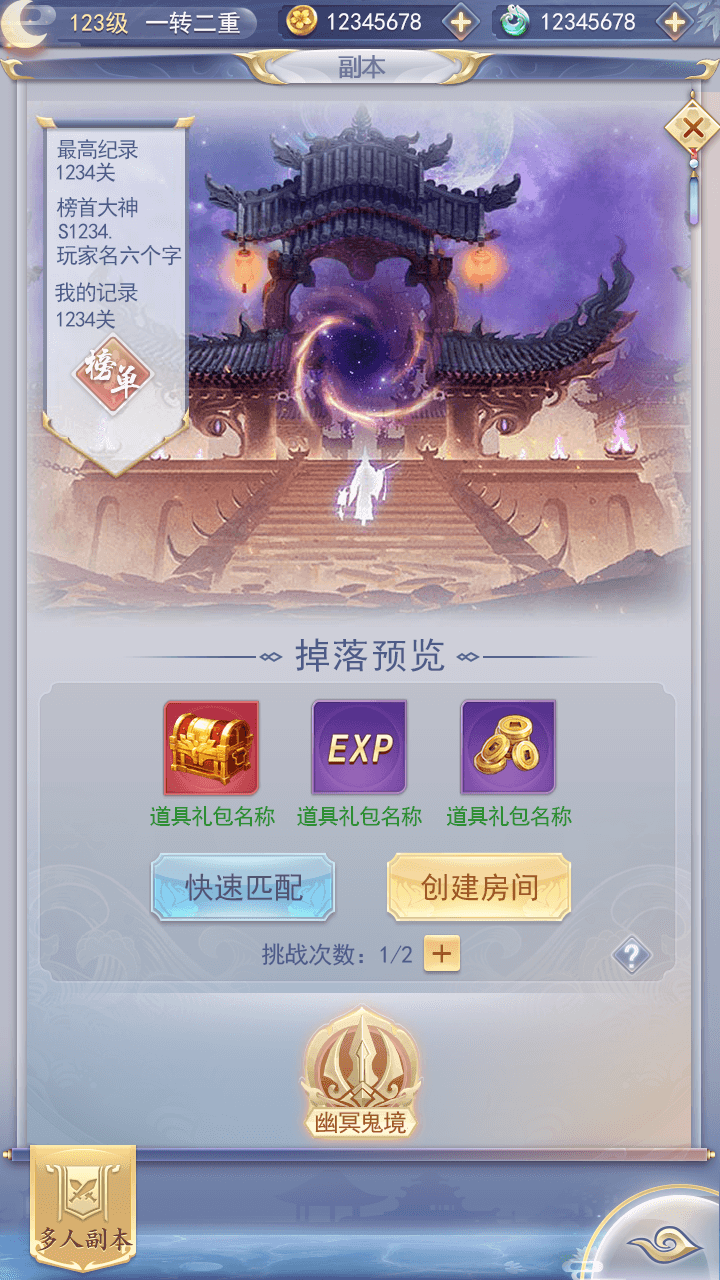 123级 一转二重 12345678 12345678
副本
最高纪录
1234关
榜首大神
S1234.
玩家名六个字
我的记录
1234关
榜单
掉落预览
EXP
道具礼包名称 道具礼包名称 道具礼包名称
快速匹配 创建房间
挑战次数：1/2 + ?
幽冥鬼境
多人副本